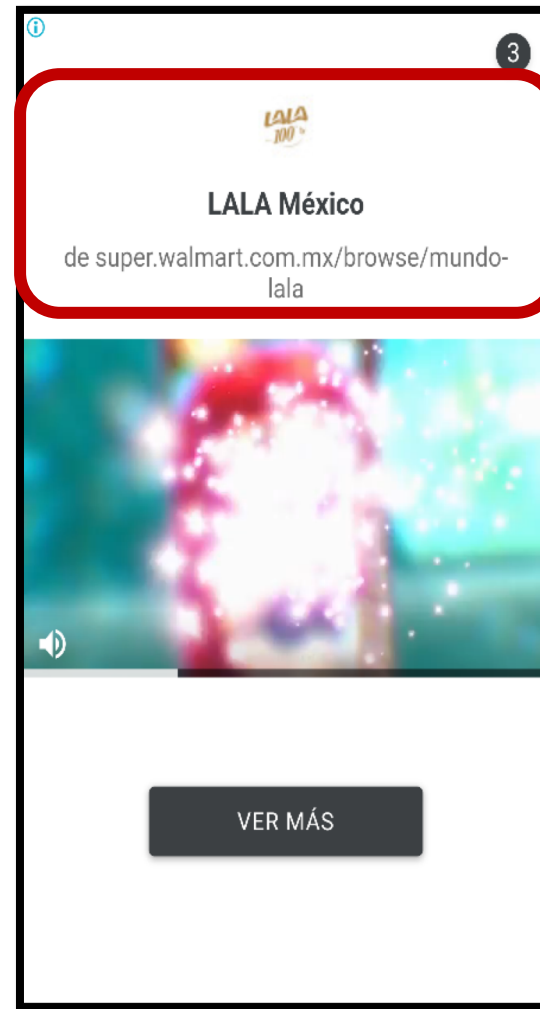 3
LALA
100
LALA México
de super.walmart.com.mx/browse/mundo-
lala
VER MÁS